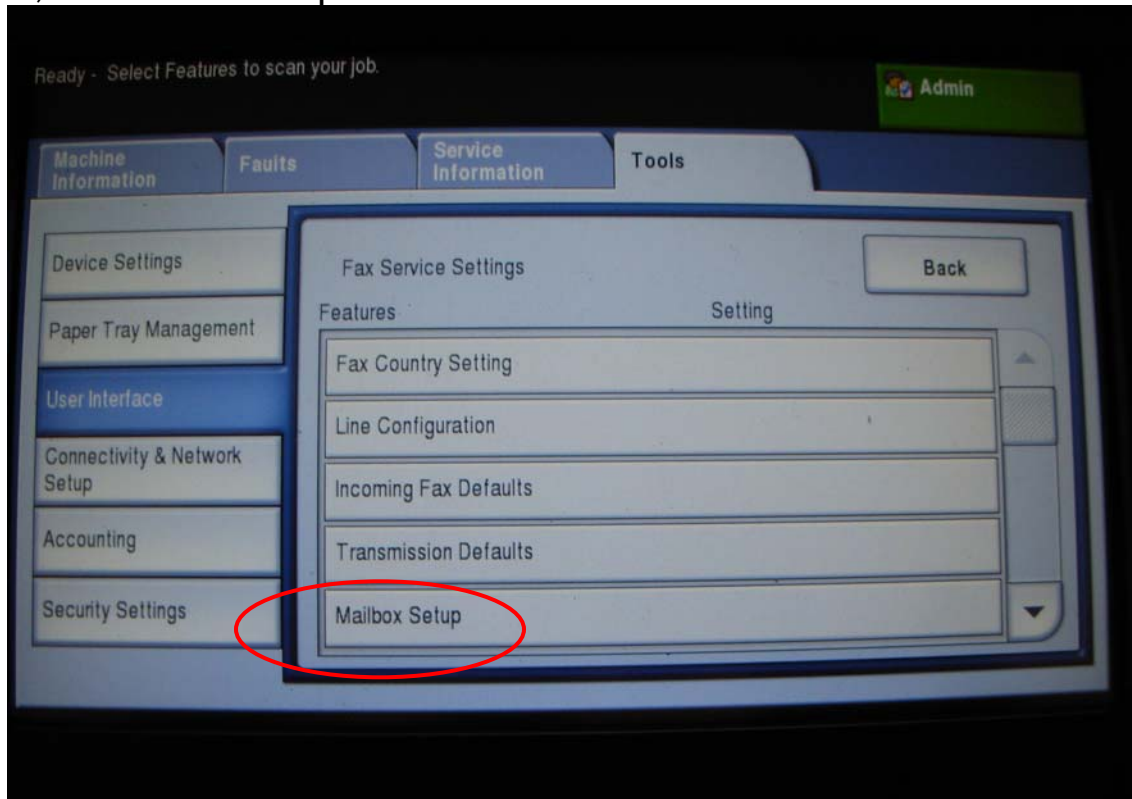 Ready - Select Features to scan your job.
Admin
Machine
Information
Faults
Service
Information
Tools
Device Settings
Paper Tray Management
User Interface
Connectivity & Network
Setup
Accounting
Security Settings
Fax Service Settings
Back
Features
Setting
Fax Country Setting
Line Configuration
Incoming Fax Defaults
Transmission Defaults
Mailbox Setup